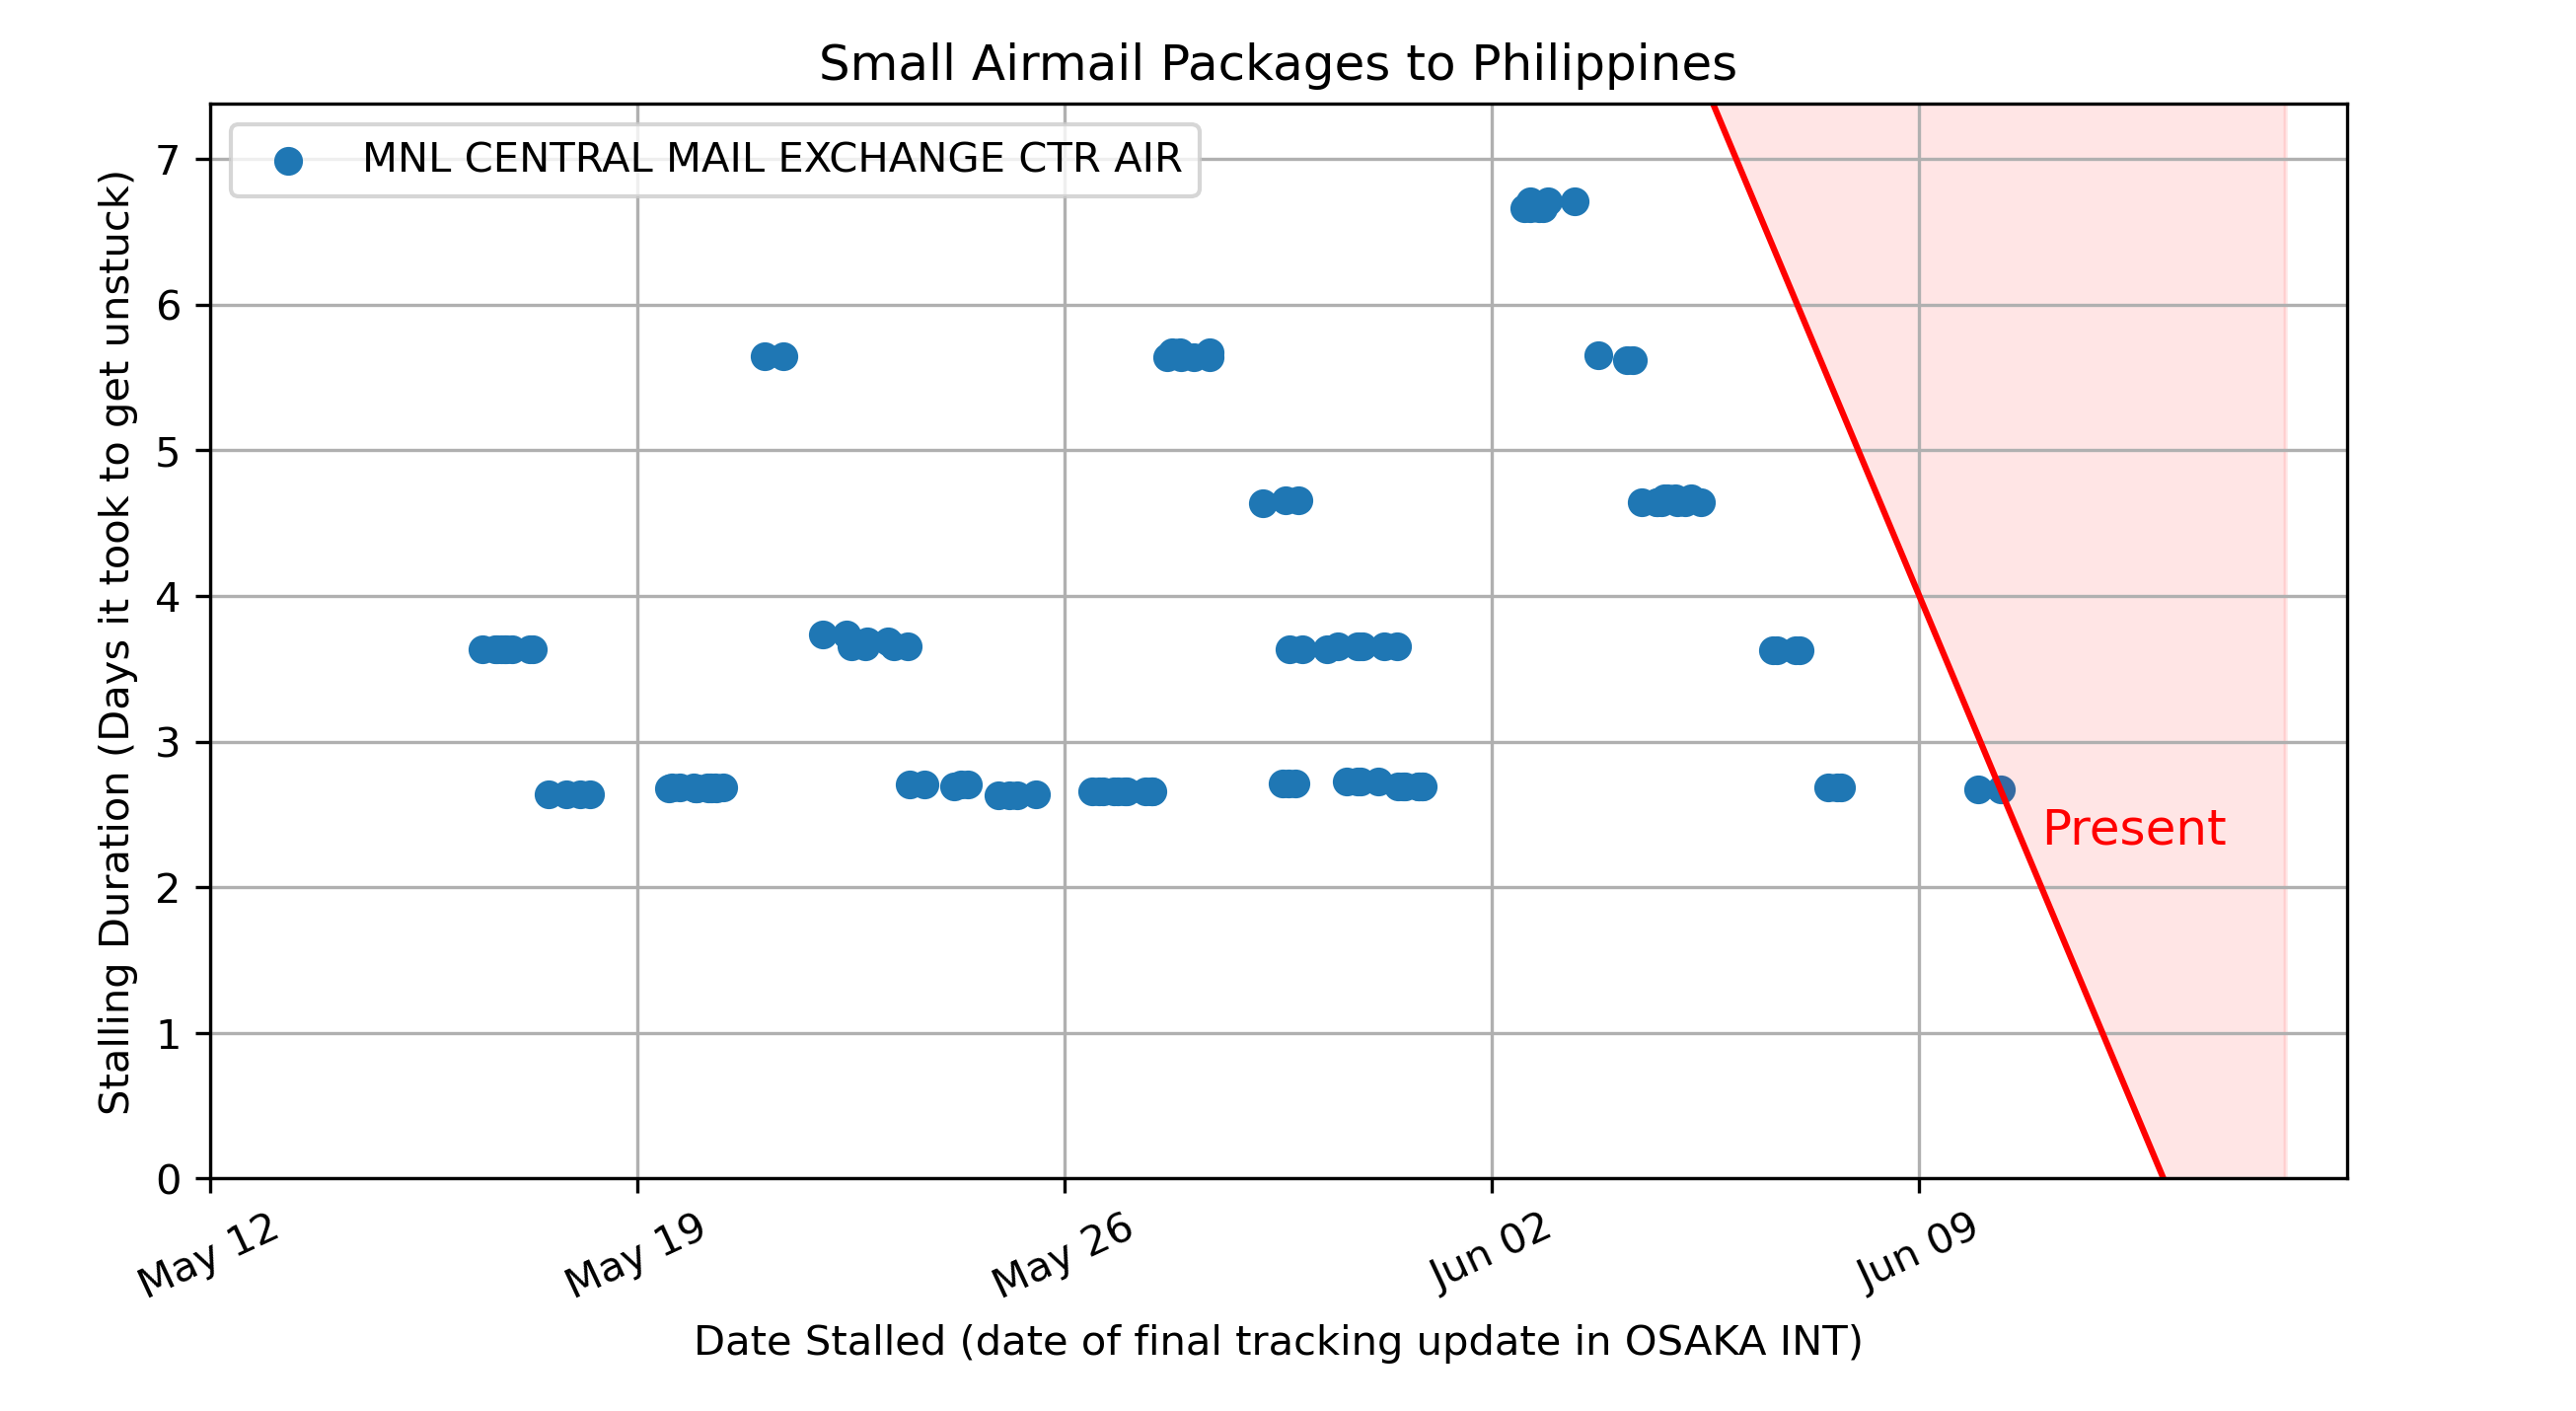 Small Airmail Packages to Philippines
MNL CENTRAL MAIL EXCHANGE CTR AIR
Stalling Duration (Days it took to get unstuck)
7
6
5
4
3
2
1
0
Present
May 12
May 19
May 26
Jun 02
Jun 09
Date Stalled (date of final tracking update in OSAKA INT)